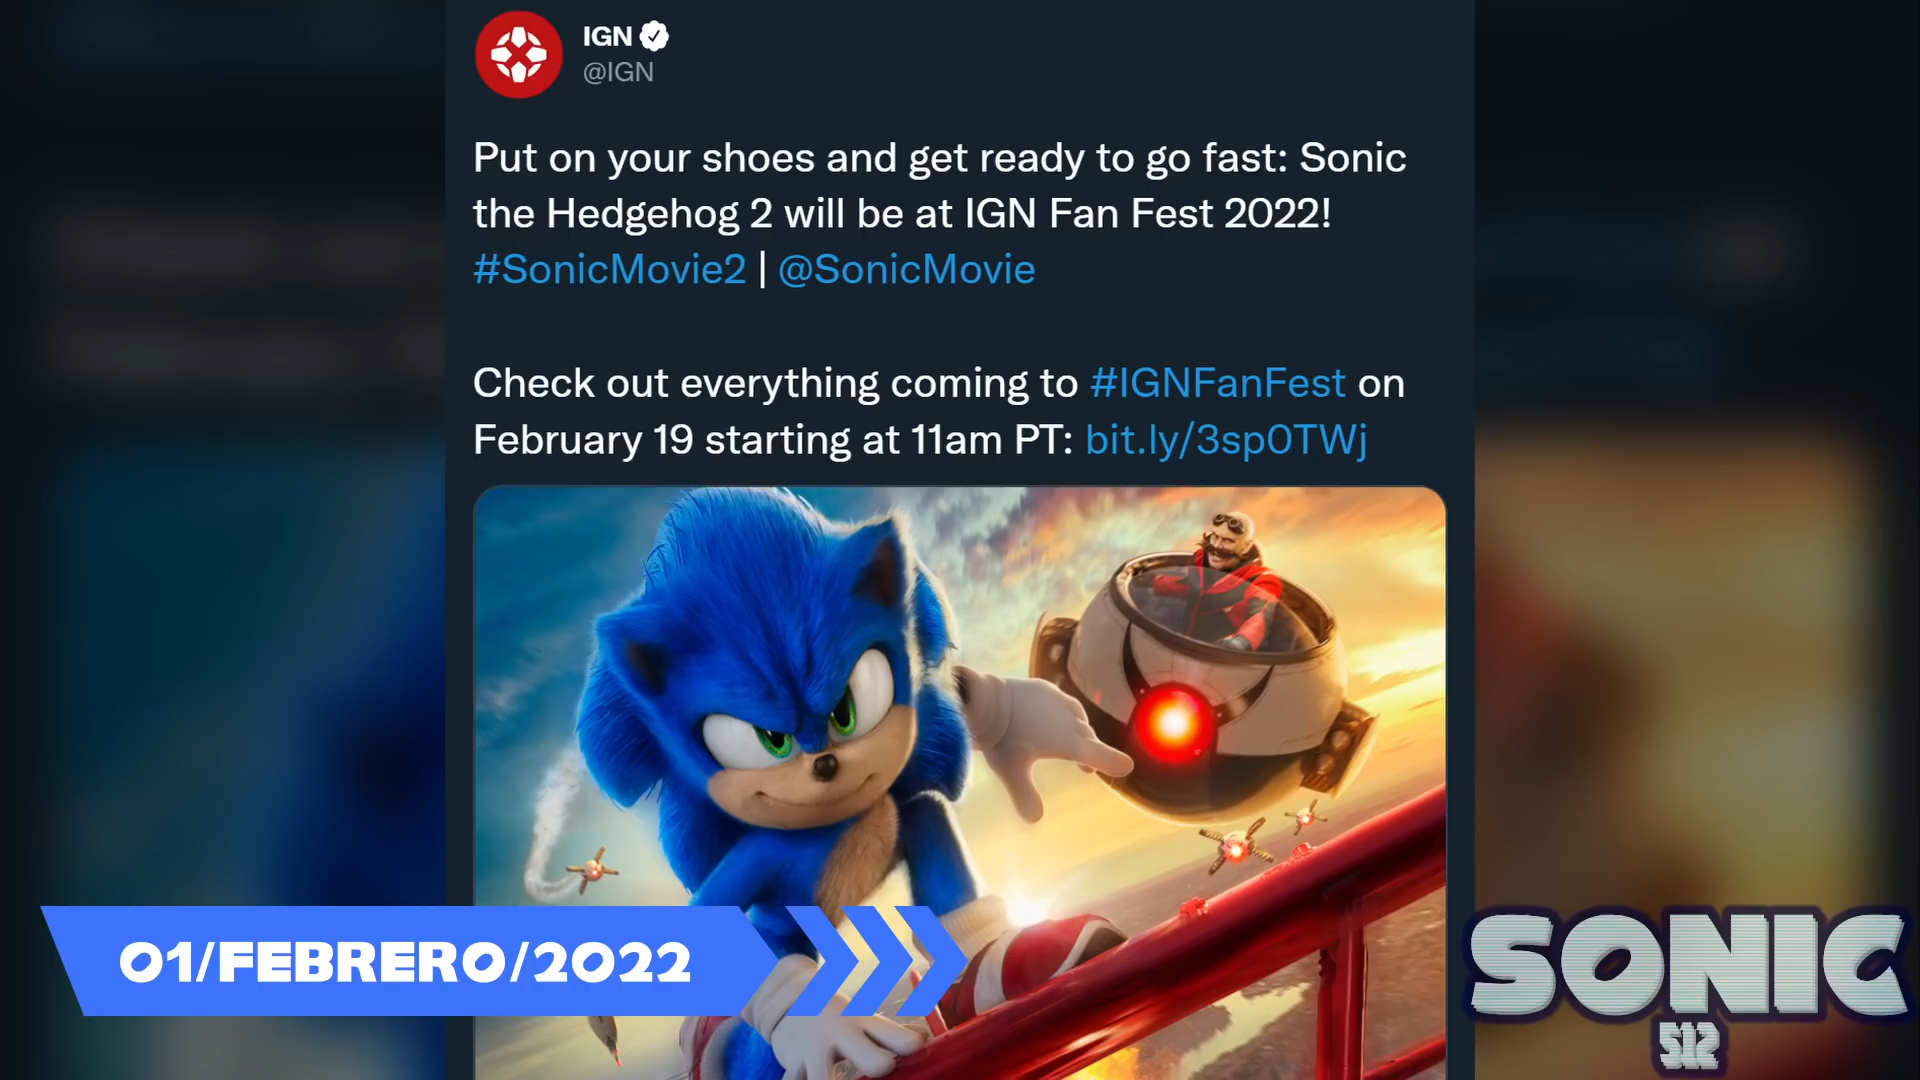 IGN
@IGN
Put on your shoes and get ready to go fast: Sonic
the Hedgehog 2 will be at IGN Fan Fest 2022!
#SonicMovie2 | @SonicMovie
Check out everything coming to #IGNFanFest on
February 19 starting at 11am PT: bit.ly/3sp0TWj
01/FEBRERO/2022
SONIC
512